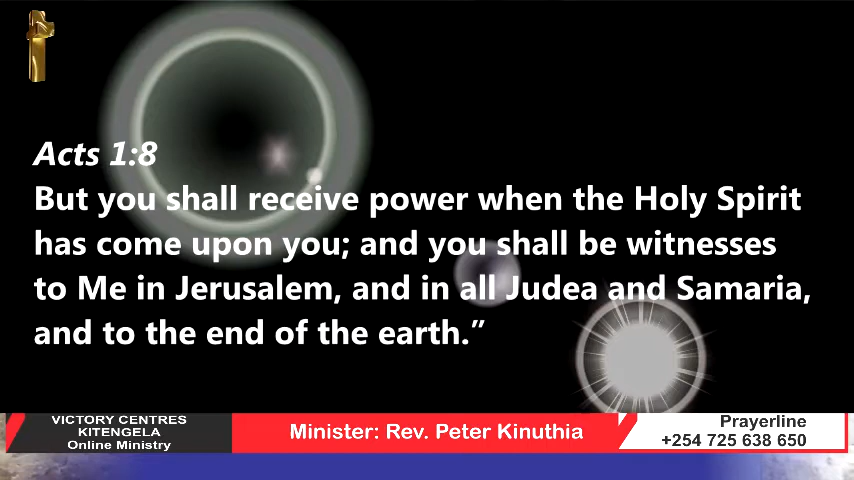 Acts 1:8
But you shall receive power when the Holy Spirit
has come upon you; and you shall be witnesses
to Me in Jerusalem, and in all Judea and Samaria,
and to the end of the earth.”
VICTORY CENTRES
KITENGELA
Online Ministry
Minister: Rev. Peter Kinuthia
Prayerline
+254 725 638 650